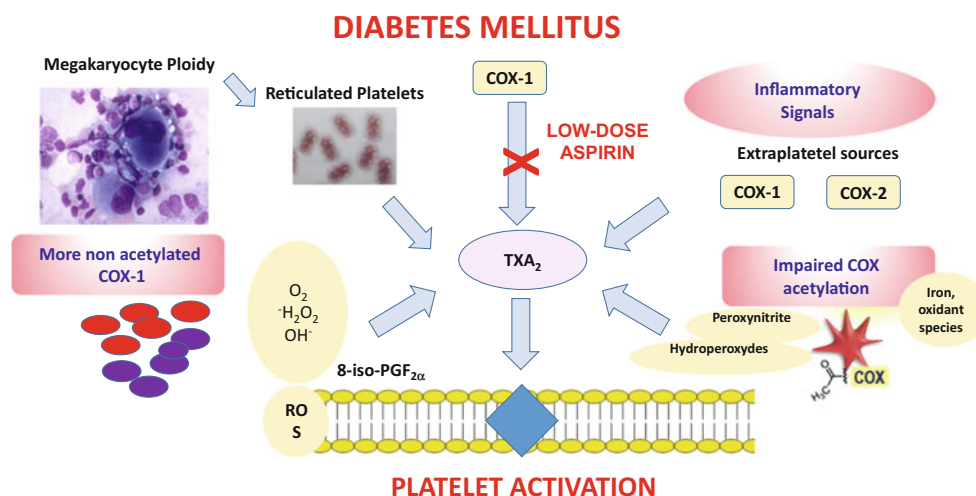 DIABETES MELLITUS
Megakaryocyte Ploidy
Reticulated Platelets
COX-1
LOW-DOSE
ASPIRIN
Inflammatory
Signals
Extraplatetel sources
COX-1
COX-2
More non acetylated
COX-1
TXA2
Impaired COX
acetylation
O2
-H2O2
OH-
Peroxynitrite
Hydroperoxydes
Iron,
oxidant
species
O
H3C
COX
8-iso-PGF2α
RO
S
PLATELET ACTIVATION